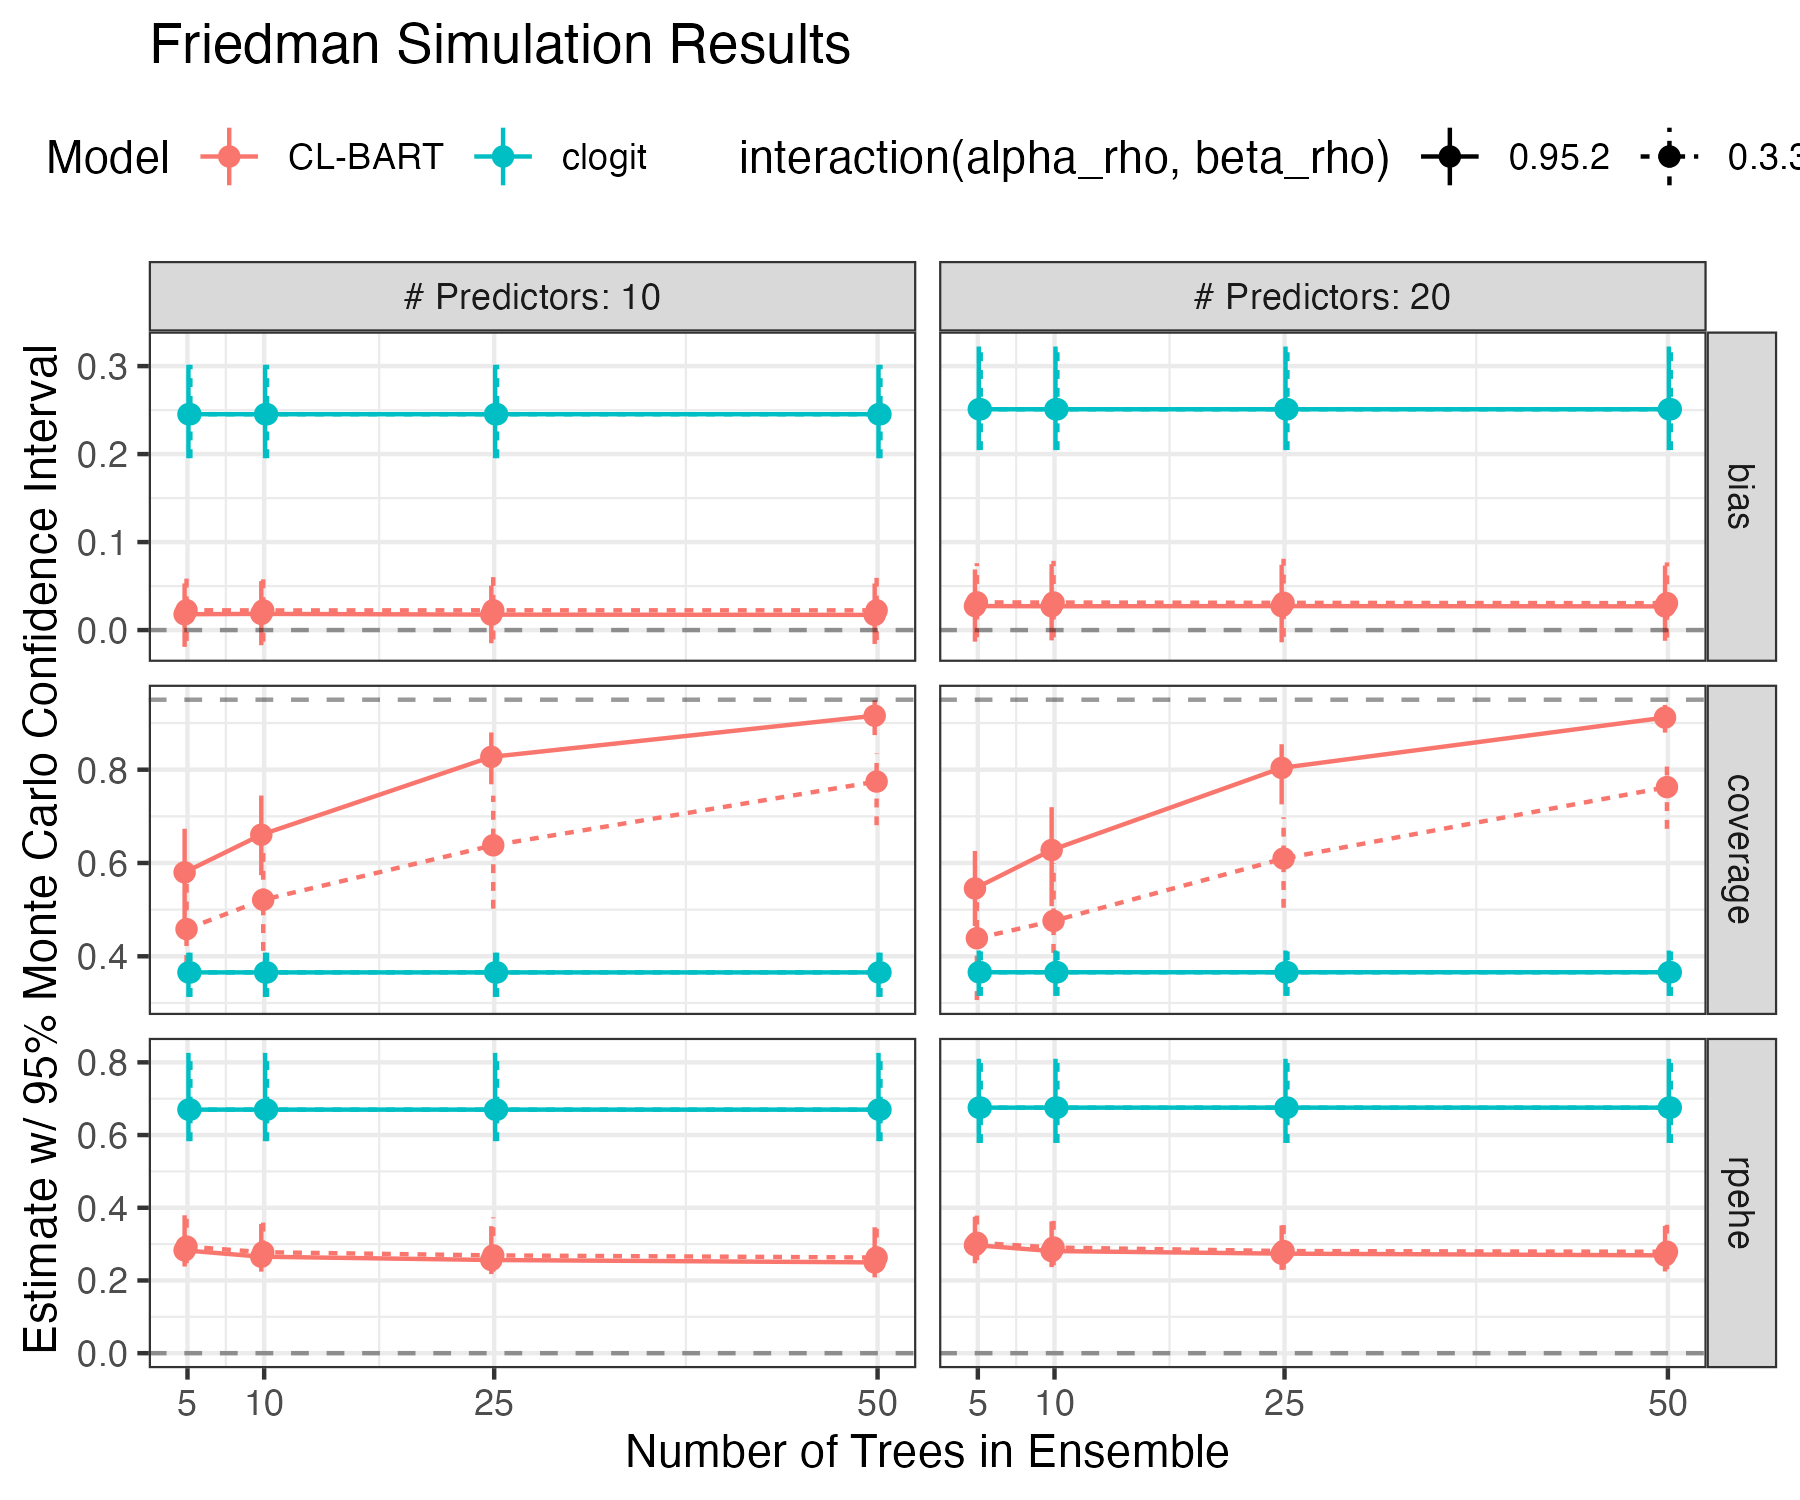 Friedman Simulation Results
Model CL-BART clogit interaction(alpha_rho, beta_rho) 0.95.2 0.3.3
# Predictors: 10 # Predictors: 20
Estimate w/ 95% Monte Carlo Confidence Interval
0.3
0.2
0.1
0.0
bias
0.8
0.6
0.4
coverage
0.8
0.6
0.4
0.2
0.0
rpehe
5 10 25 50 5 10 25 50
Number of Trees in Ensemble